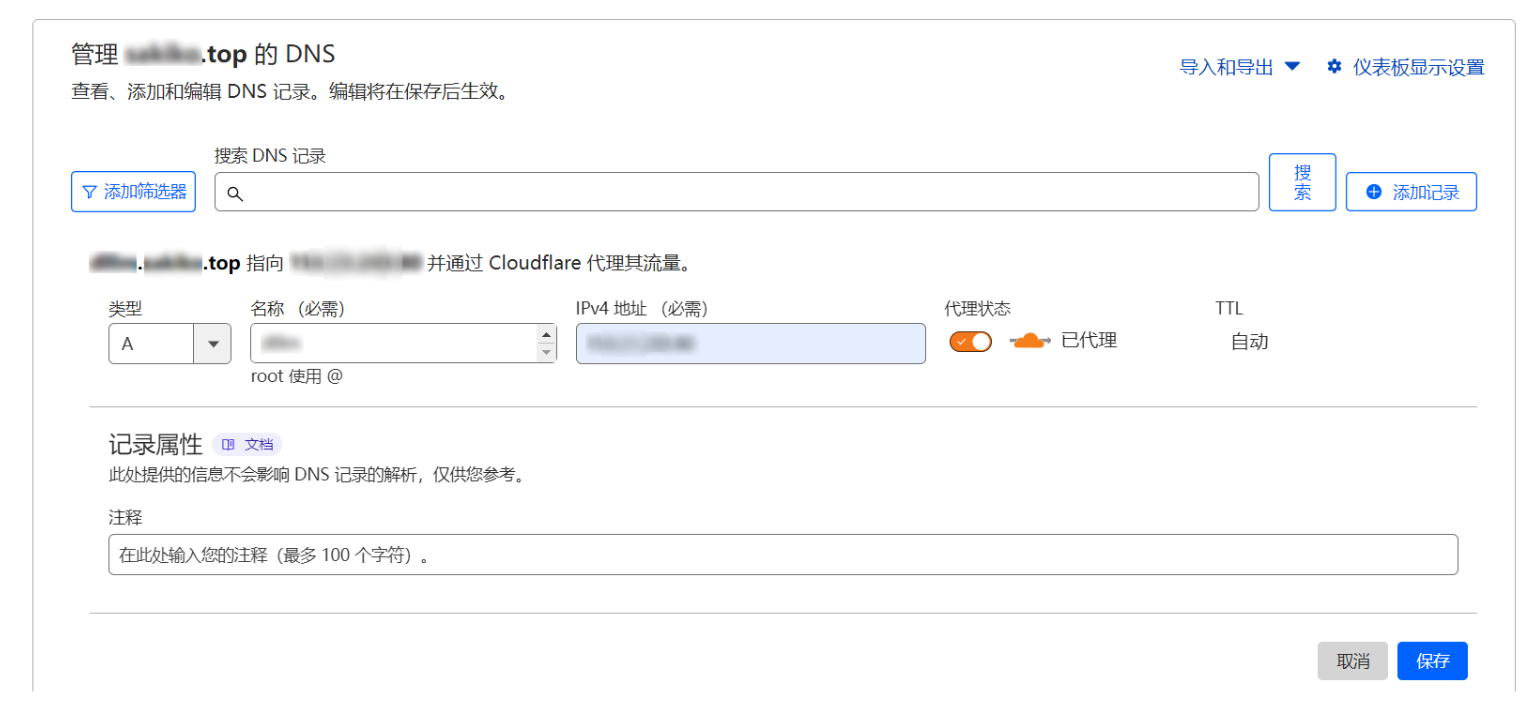 管理 .top 的 DNS
导入和导出 仪表板显示设置
查看、添加和编辑 DNS 记录。编辑将在保存后生效。
搜索 DNS 记录
添加筛选器
搜索
添加记录
.top 指向 并通过 Cloudflare 代理其流量。
类型 名称 （必需） IPv4 地址 （必需） 代理状态 TTL
A 已代理 自动
root 使用 @
记录属性 文档
此处提供的信息不会影响 DNS 记录的解析，仅供您参考。
注释
在此处输入您的注释（最多 100 个字符）。
取消 保存